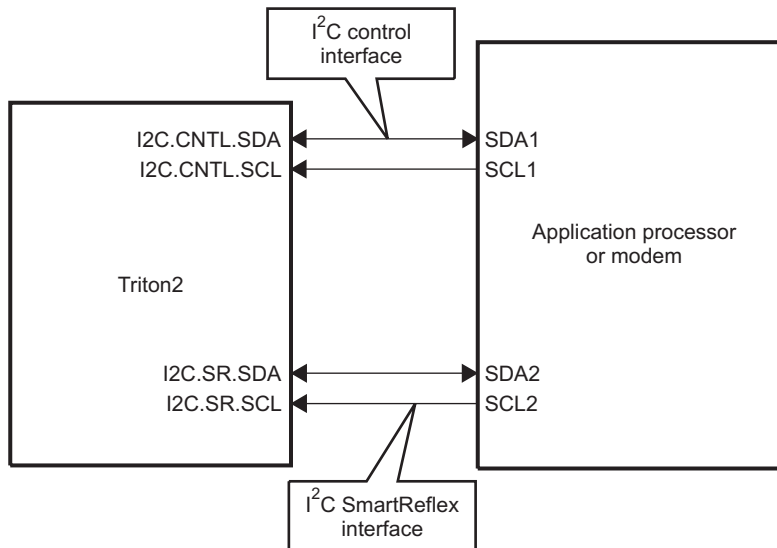 I²C control
interface
I2C.CNTL.SDA
SDA1
I2C.CNTL.SCL
SCL1
Application processor
or modem
Triton2
I2C.SR.SDA
SDA2
I2C.SR.SCL
SCL2
I²C SmartReflex
interface